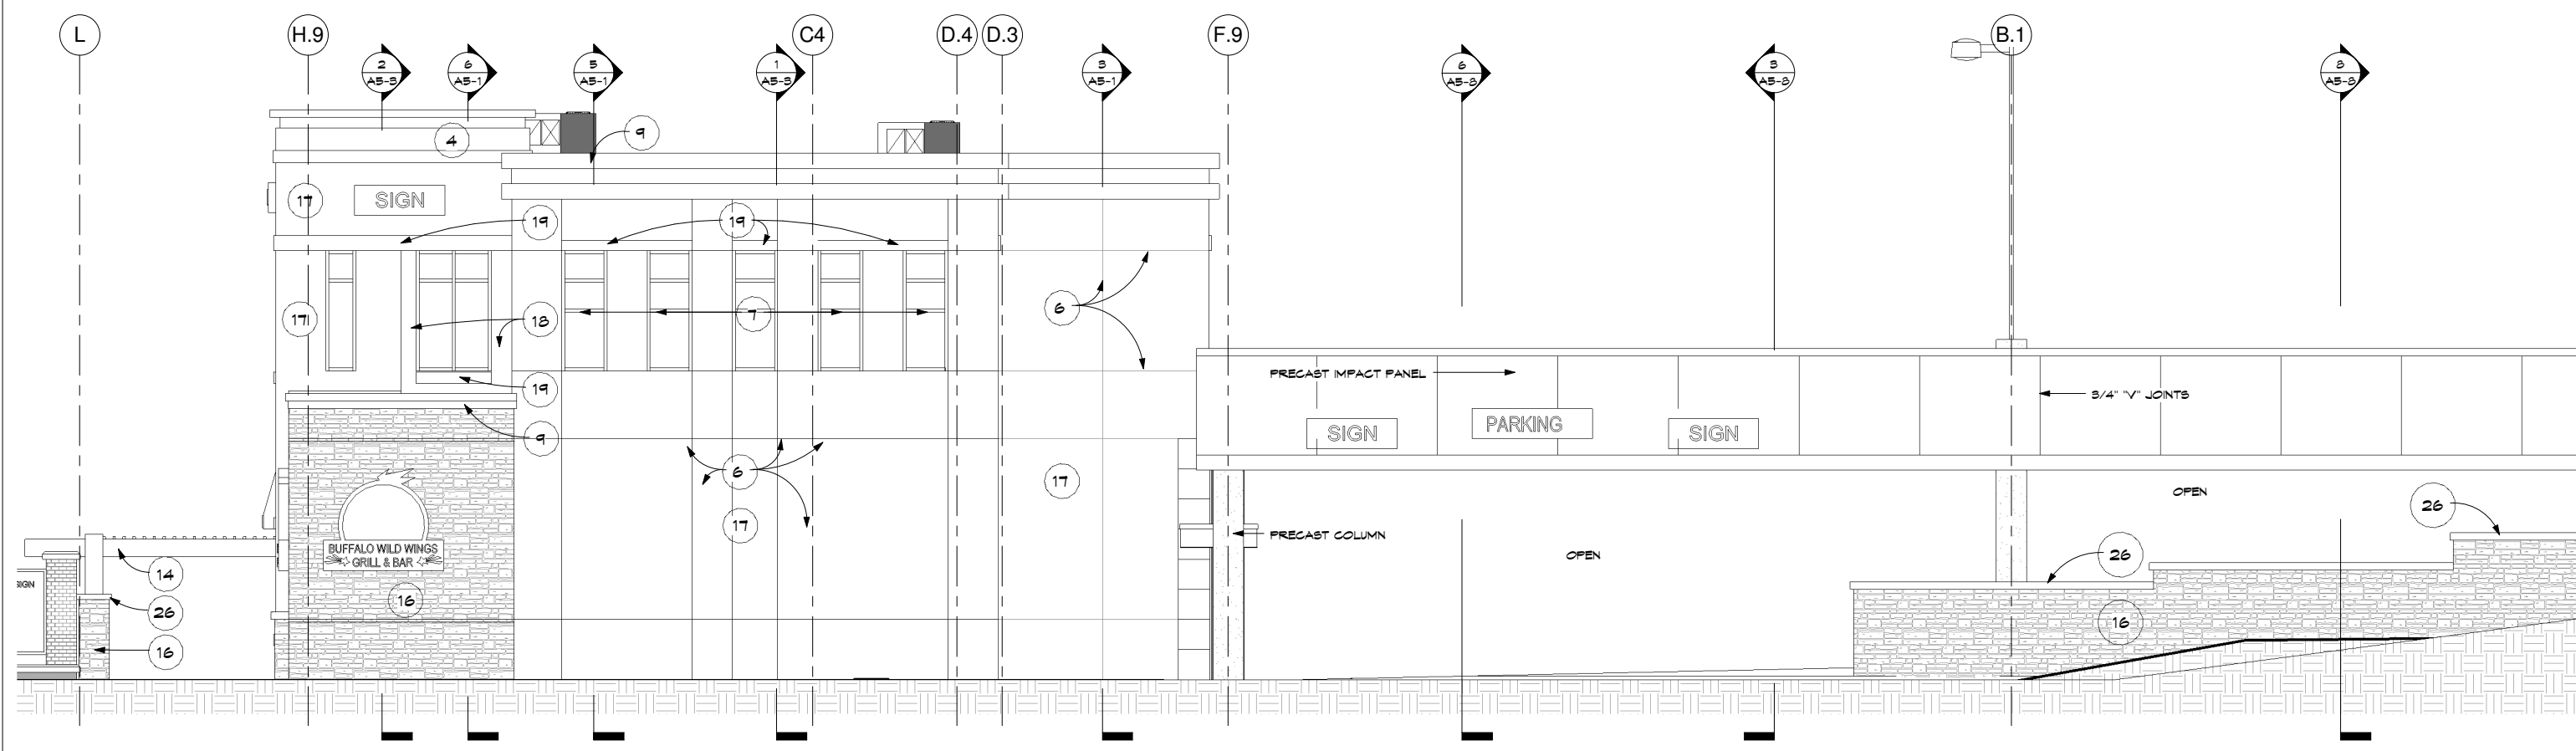 L
H.9
C4
D.4
D.3
F.9
B.1
2
A5-3
6
A5-1
5
A5-1
1
A5-3
3
A5-1
6
A5-8
3
A5-8
8
A5-8
4
9
17
SIGN
19
19
17
18
7
6
19
PRECAST IMPACT PANEL
3/4" "V" JOINTS
SIGN
PARKING
SIGN
9
6
17
17
OPEN
26
PRECAST COLUMN
OPEN
26
BUFFALO WILD WINGS
GRILL & BAR
14
SIGN
26
16
16
16